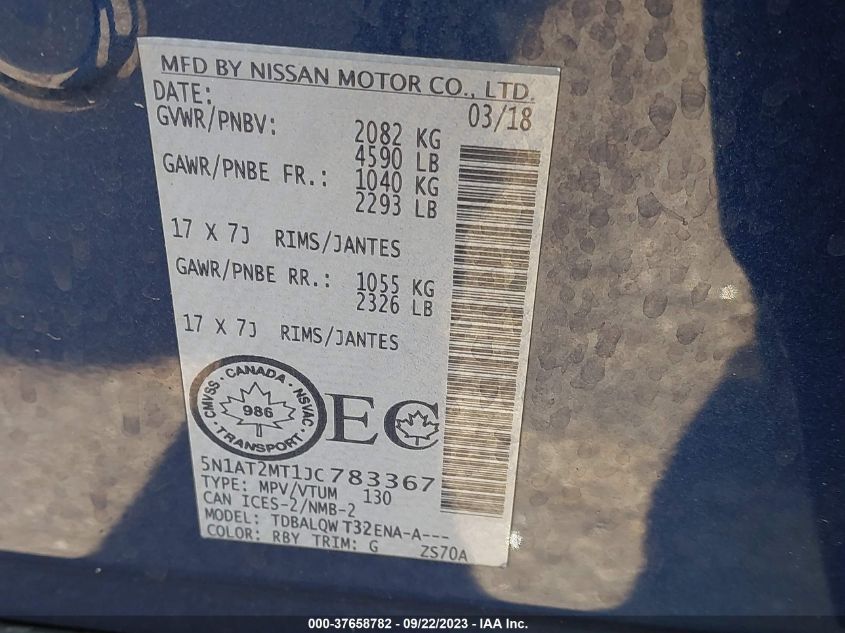 MFD BY NISSAN MOTOR CO., LTD.
DATE: 03/18
GVWR/PNBV: 2082 KG
4590 LB
GAWR/PNBE FR.: 1040 KG
2293 LB
17 X 7J RIMS/JANTES
GAWR/PNBE RR.: 1055 KG
2326 LB
17 X 7J RIMS/JANTES
CMVSS · CANADA · NSVAC
986
· TRANSPORT ·
EC
5N1AT2MT1JC783367
TYPE: MPV/VTUM 130
CAN ICES-2/NMB-2
MODEL: TDBALQW T32ENA-A---
COLOR: RBY TRIM: G ZS70A
000-37658782 - 09/22/2023 - IAA Inc.